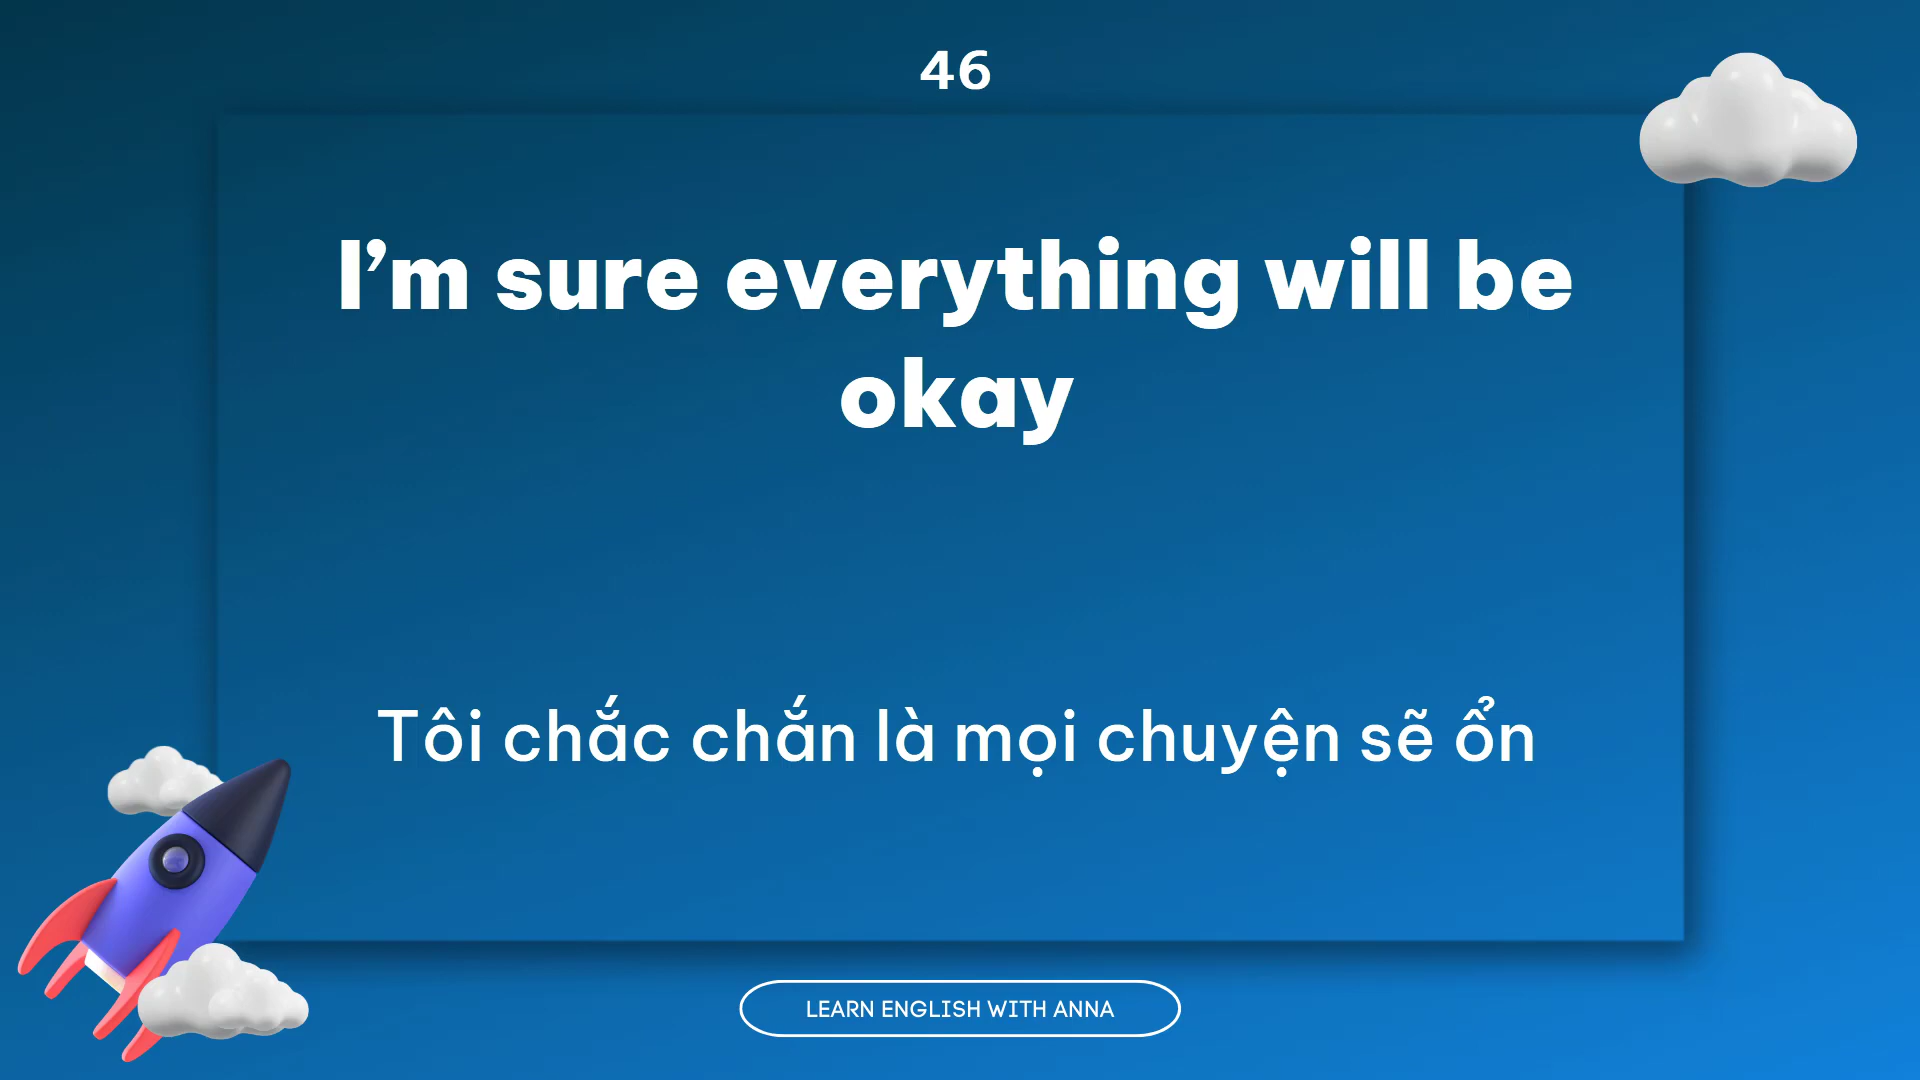 46
I’m sure everything will be
okay
Tôi chắc chắn là mọi chuyện sẽ ổn
LEARN ENGLISH WITH ANNA